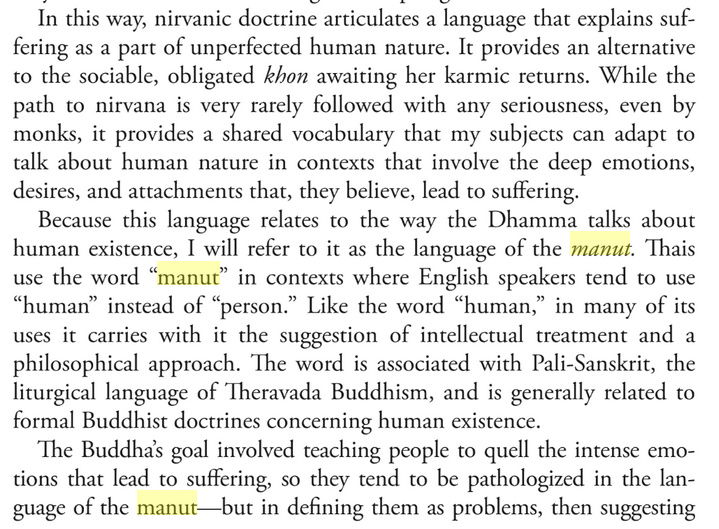 In this way, nirvanic doctrine articulates a language that explains suf-
fering as a part of unperfected human nature. It provides an alternative
to the sociable, obligated khon awaiting her karmic returns. While the
path to nirvana is very rarely followed with any seriousness, even by
monks, it provides a shared vocabulary that my subjects can adapt to
talk about human nature in contexts that involve the deep emotions,
desires, and attachments that, they believe, lead to suffering.
Because this language relates to the way the Dhamma talks about
human existence, I will refer to it as the language of the manut. Thais
use the word “manut” in contexts where English speakers tend to use
“human” instead of “person.” Like the word “human,” in many of its
uses it carries with it the suggestion of intellectual treatment and a
philosophical approach. The word is associated with Pali-Sanskrit, the
liturgical language of Theravada Buddhism, and is generally related to
formal Buddhist doctrines concerning human existence.
The Buddha’s goal involved teaching people to quell the intense emo-
tions that lead to suffering, so they tend to be pathologized in the lan-
guage of the manut—but in defining them as problems, then suggesting